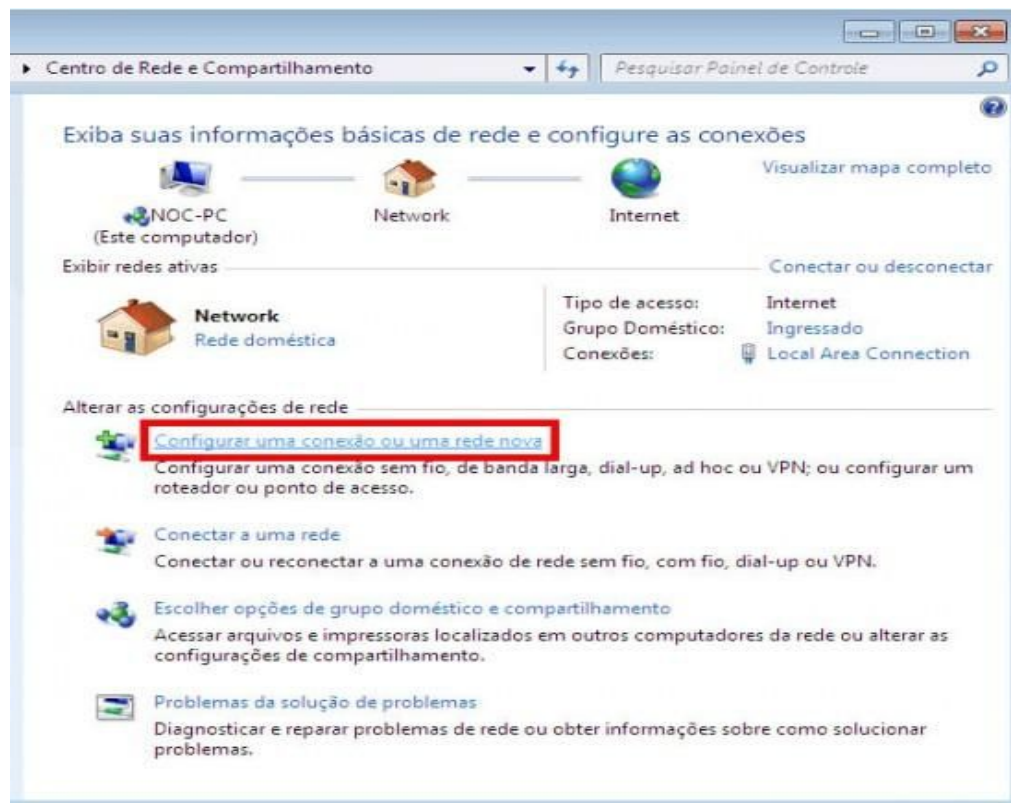 Centro de Rede e Compartilhamento
Pesquisar Painel de Controle
Exiba suas informações básicas de rede e configure as conexões
Visualizar mapa completo
NOC-PC
(Este computador)
Network
Internet
Exibir redes ativas
Conectar ou desconectar
Network
Rede doméstica
Tipo de acesso: Internet
Grupo Doméstico: Ingressado
Conexões: Local Area Connection
Alterar as configurações de rede
Configurar uma conexão ou uma rede nova
Configurar uma conexão sem fio, de banda larga, dial-up, ad hoc ou VPN; ou configurar um
roteador ou ponto de acesso.
Conectar a uma rede
Conectar ou reconectar a uma conexão de rede sem fio, com fio, dial-up ou VPN.
Escolher opções de grupo doméstico e compartilhamento
Acessar arquivos e impressoras localizados em outros computadores da rede ou alterar as
configurações de compartilhamento.
Problemas da solução de problemas
Diagnosticar e reparar problemas de rede ou obter informações sobre como solucionar
problemas.